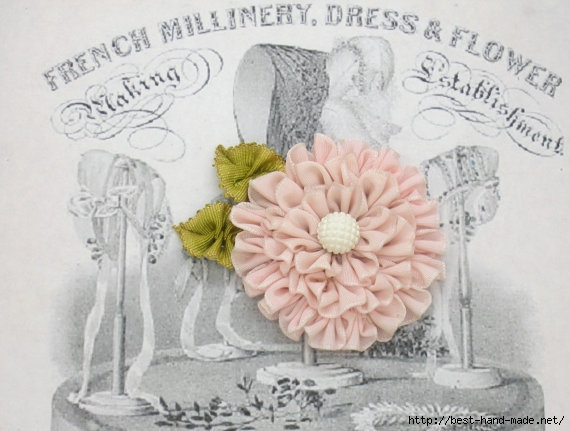 FRENCH MILLINERY, DRESS & FLOWER
Making Establishment.
http://best-hand-made.net/